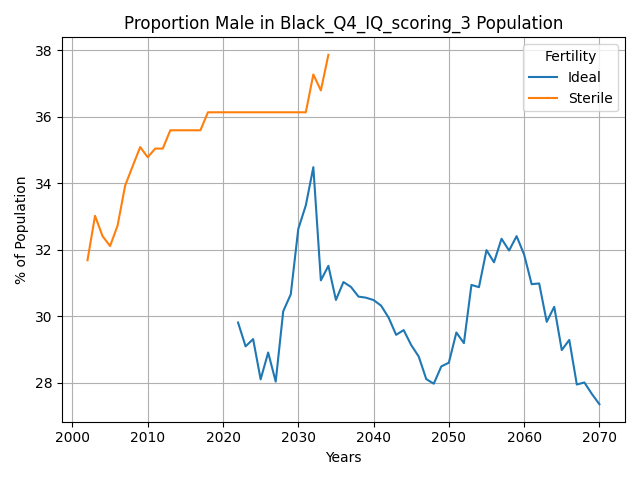 Proportion Male in Black_Q4_IQ_scoring_3 Population
Fertility
Ideal
Sterile
% of Population
38
36
34
32
30
28
2000 2010 2020 2030 2040 2050 2060 2070
Years